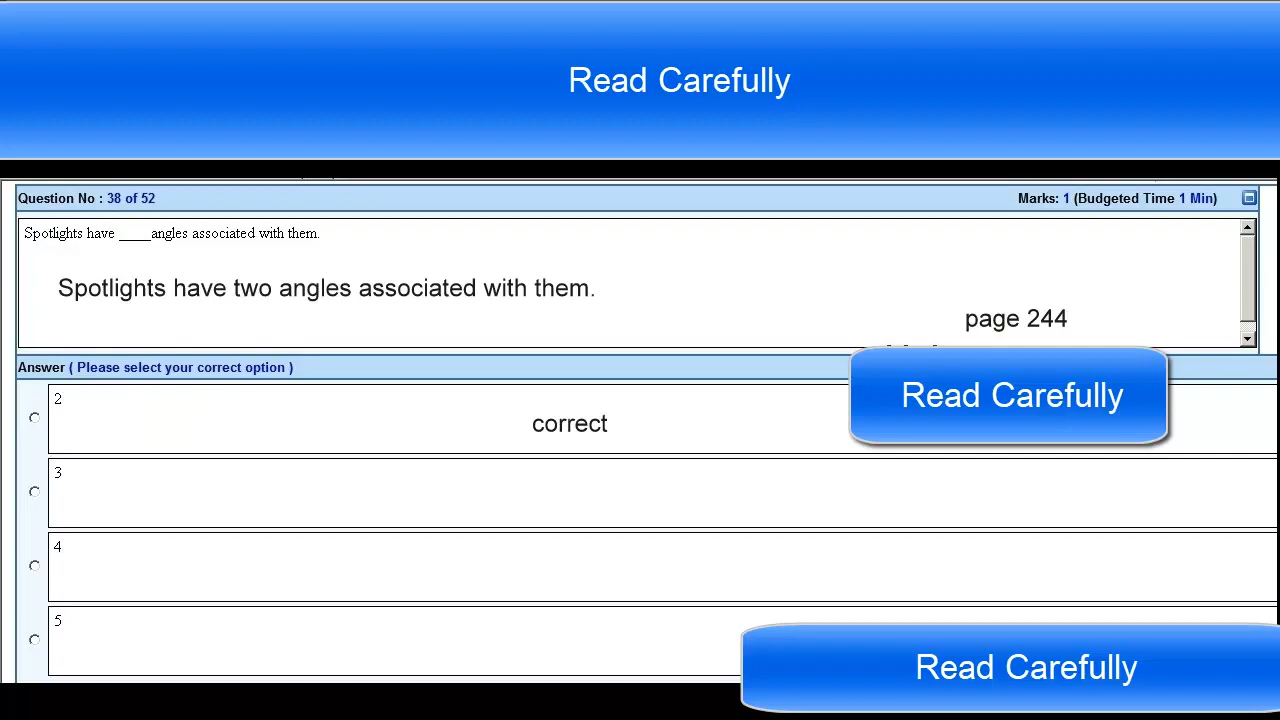 Read Carefully
Question No : 38 of 52 Marks: 1 (Budgeted Time 1 Min)
Spotlights have ____angles associated with them.
Spotlights have two angles associated with them.
page 244
Answer ( Please select your correct option )
Read Carefully
2
correct
3
4
5
Read Carefully